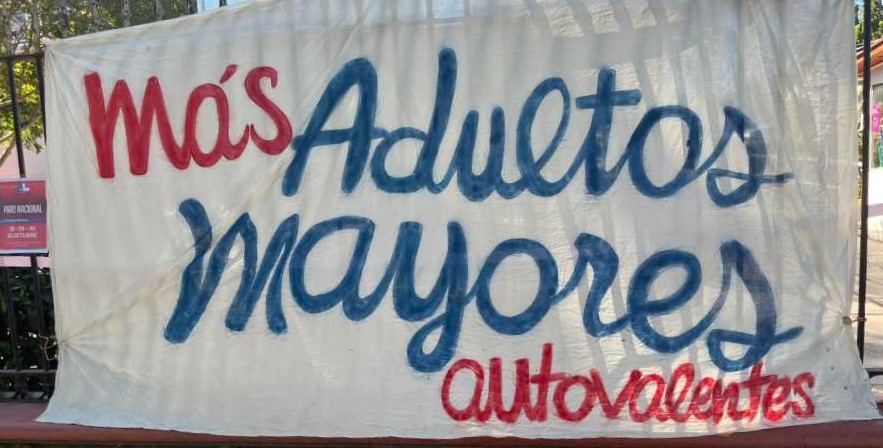 más Adultos
mayores
autovalentes
PARO NACIONAL